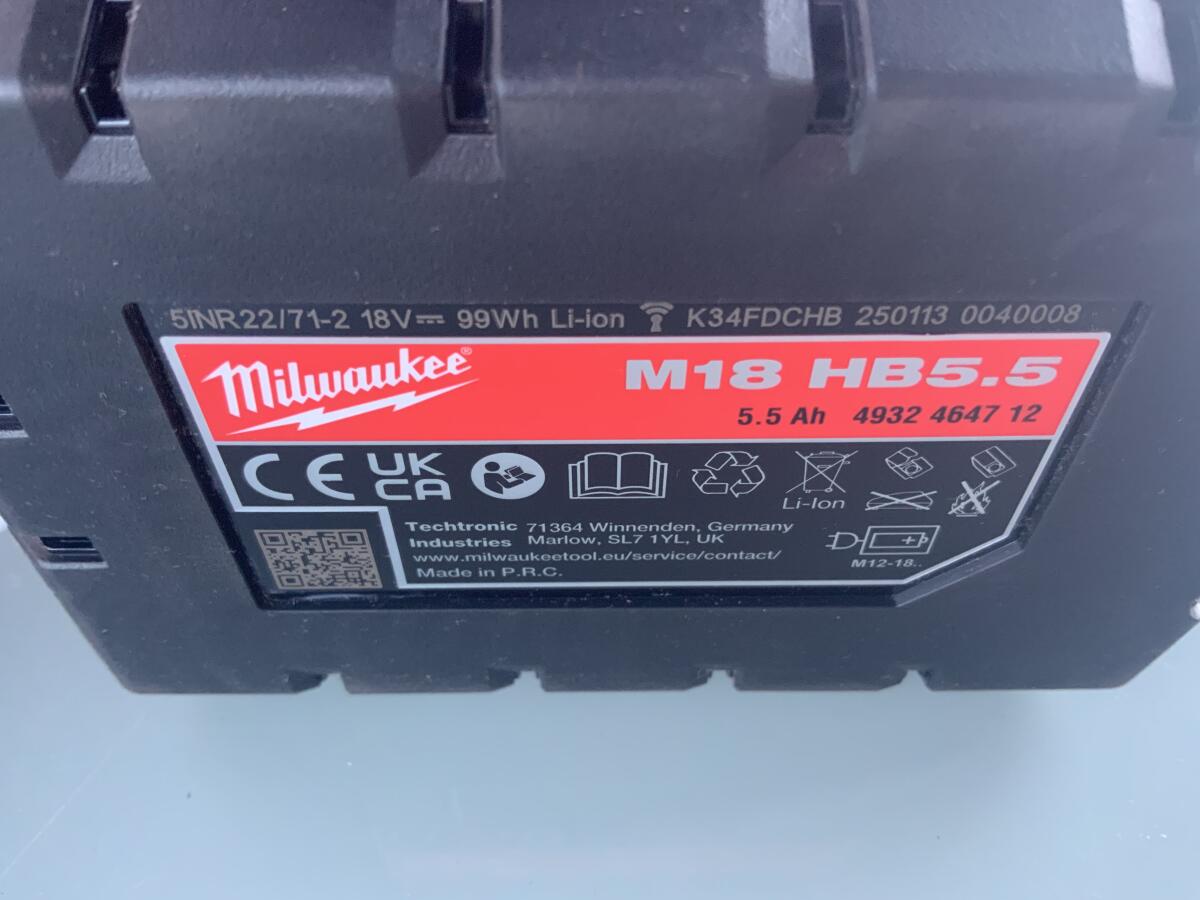 5INR22/71-2 18V 99Wh Li-ion K34FDCHB 250113 0040008
Milwaukee®
M18 HB5.5
5.5 Ah 4932 4647 12
CE UK CA
Li-Ion
Techtronic 71364 Winnenden, Germany
Industries Marlow, SL7 1YL, UK
www.milwaukeetool.eu/service/contact/
Made in P.R.C.
M12-18..